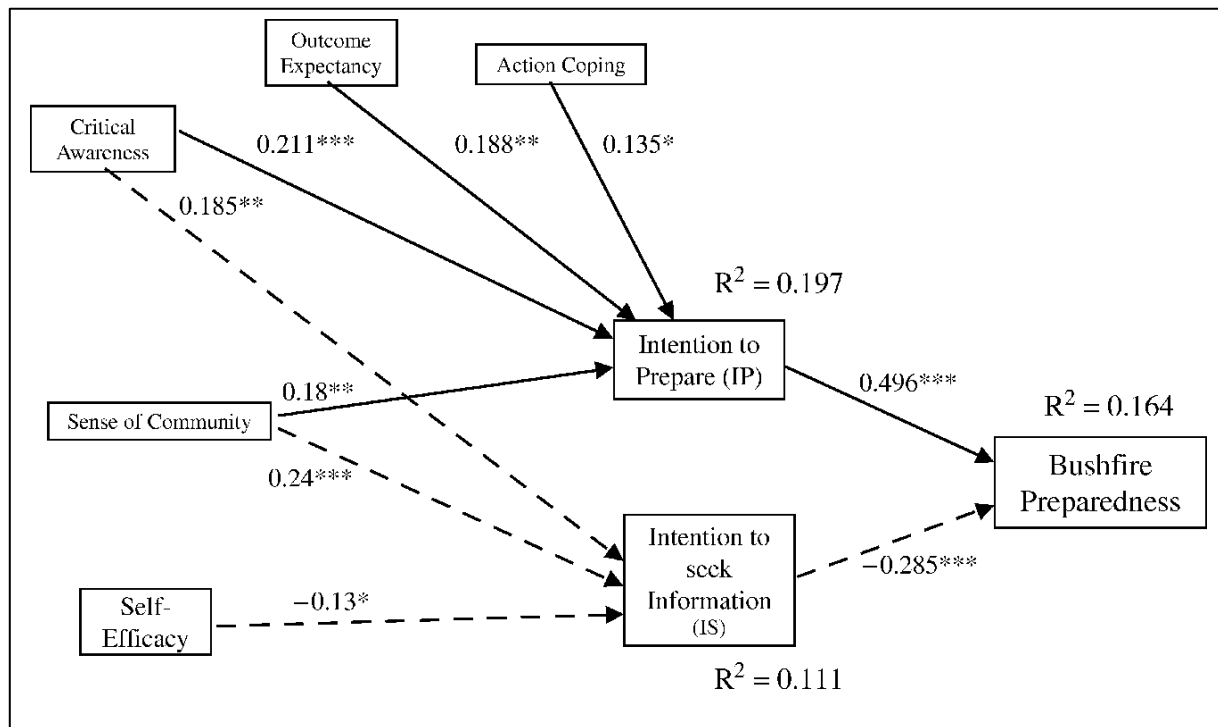 Outcome
Expectancy
Action Coping
Critical
Awareness
0.211***
0.188**
0.135*
0.185**
R² = 0.197
Intention to
Prepare (IP)
0.18**
0.496***
Sense of Community
R² = 0.164
0.24***
Bushfire
Preparedness
Intention to
seek
Information
(IS)
−0.285***
Self-
Efficacy
−0.13*
R² = 0.111